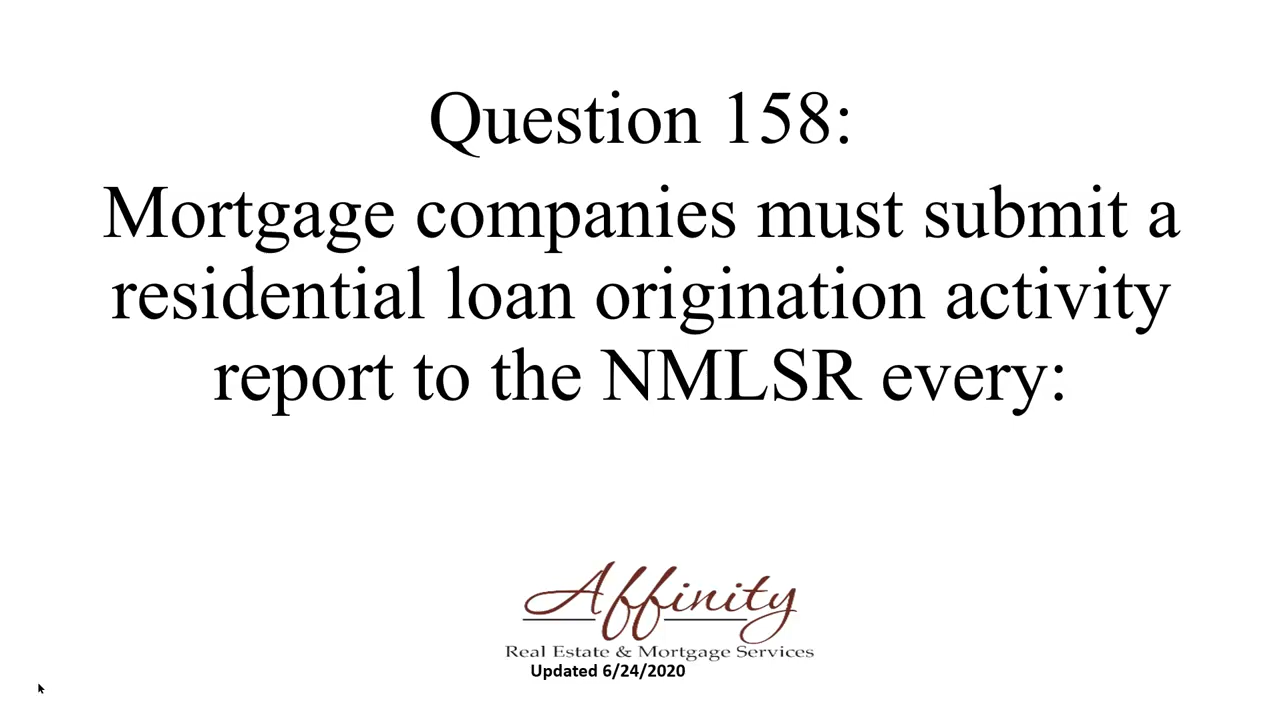 Question 158:
Mortgage companies must submit a
residential loan origination activity
report to the NMLSR every:
Affinity
Real Estate & Mortgage Services
Updated 6/24/2020